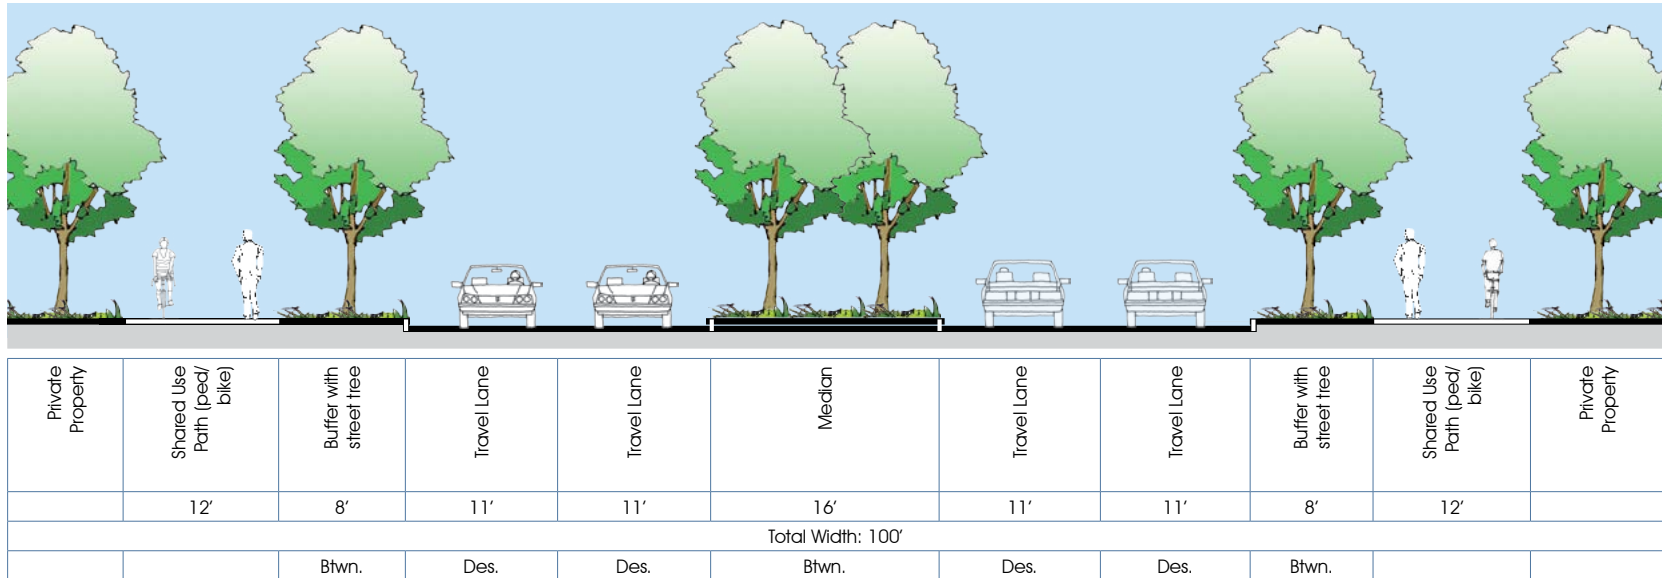 Private
Property
Shared Use
Path (ped/
bike)
Buffer with
street tree
Travel Lane
Travel Lane
Median
Travel Lane
Travel Lane
Buffer with
street tree
Shared Use
Path (ped/
bike)
Private
Property
12’ 8’ 11’ 11’ 16’ 11’ 11’ 8’ 12’
Total Width: 100’
Btwn. Des. Des. Btwn. Des. Des. Btwn.